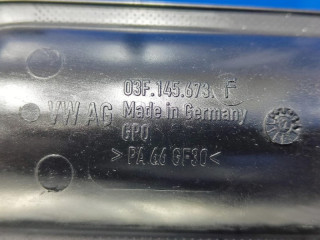 03F.145.673 F
VW AG Made in Germany
GPO
> PA 66 GF30 <